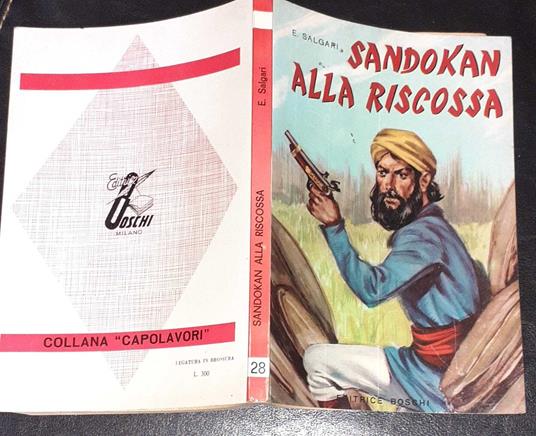 Editrice
BOSCHI
MILANO
COLLANA "CAPOLAVORI"
LEGATURA IN BROSSURA
L. 300
E. Salgari
SANDOKAN ALLA RISCOSSA
28
E. SALGARI
SANDOKAN
ALLA RISCOSSA
EDITRICE BOSCHI